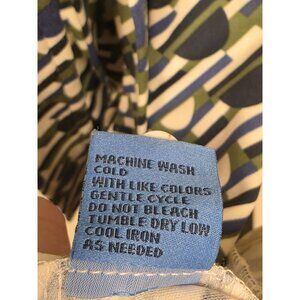 MACHINE WASH
COLD
WITH LIKE COLORS
GENTLE CYCLE
DO NOT BLEACH
TUMBLE DRY LOW
COOL IRON
AS NEEDED